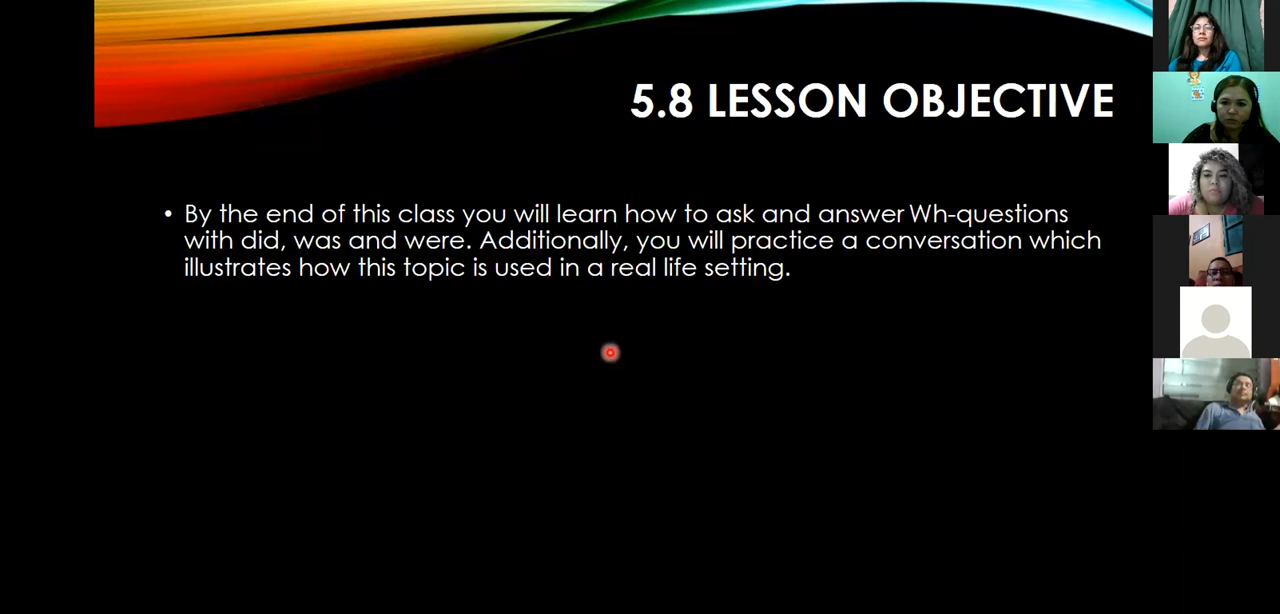 5.8 LESSON OBJECTIVE
• By the end of this class you will learn how to ask and answer Wh-questions
with did, was and were. Additionally, you will practice a conversation which
illustrates how this topic is used in a real life setting.